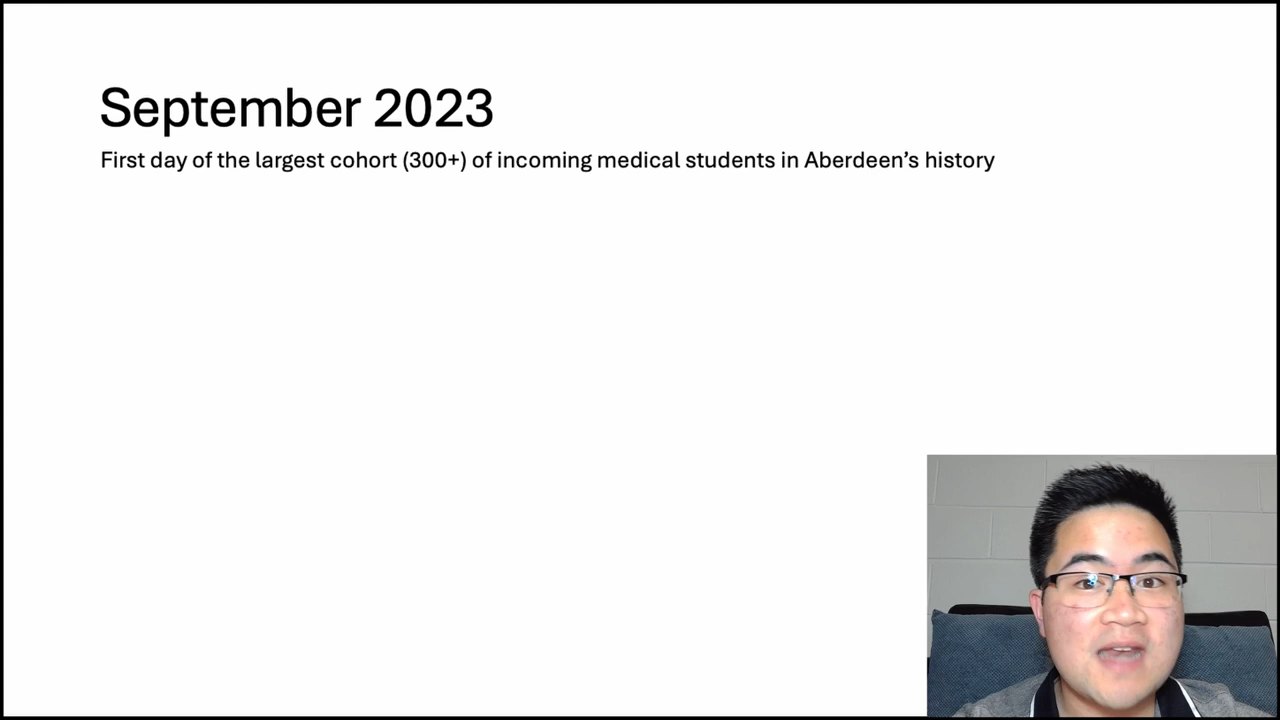 September 2023
First day of the largest cohort (300+) of incoming medical students in Aberdeen’s history